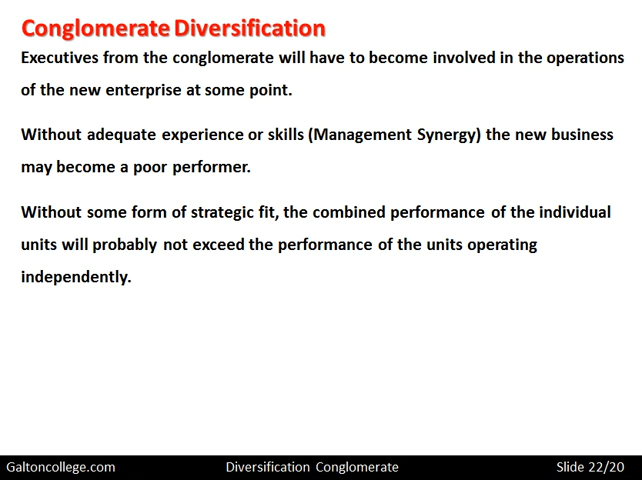 Conglomerate Diversification
Executives from the conglomerate will have to become involved in the operations
of the new enterprise at some point.
Without adequate experience or skills (Management Synergy) the new business
may become a poor performer.
Without some form of strategic fit, the combined performance of the individual
units will probably not exceed the performance of the units operating
independently.
Galtoncollege.com Diversification Conglomerate Slide 22/20